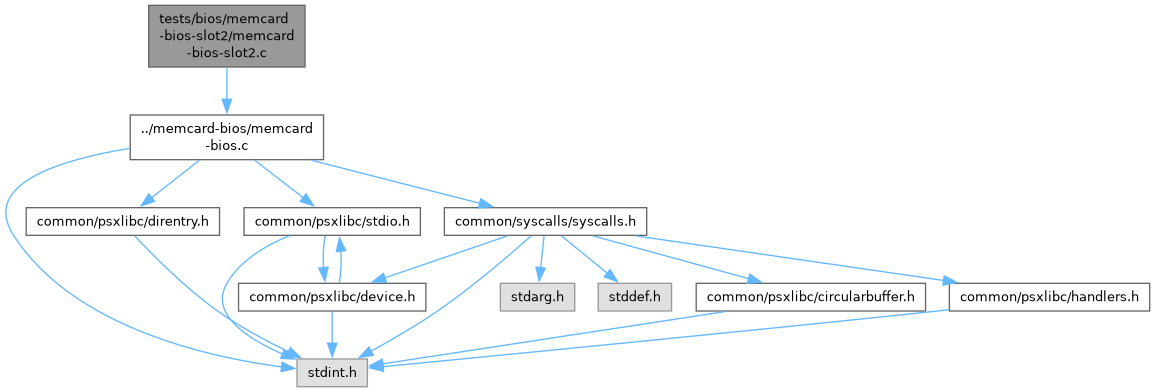 tests/bios/memcard
-bios-slot2/memcard
-bios-slot2.c
../memcard-bios/memcard
-bios.c
common/psxlibc/direntry.h
common/psxlibc/stdio.h
common/syscalls/syscalls.h
common/psxlibc/device.h
stdarg.h
stddef.h
common/psxlibc/circularbuffer.h
common/psxlibc/handlers.h
stdint.h